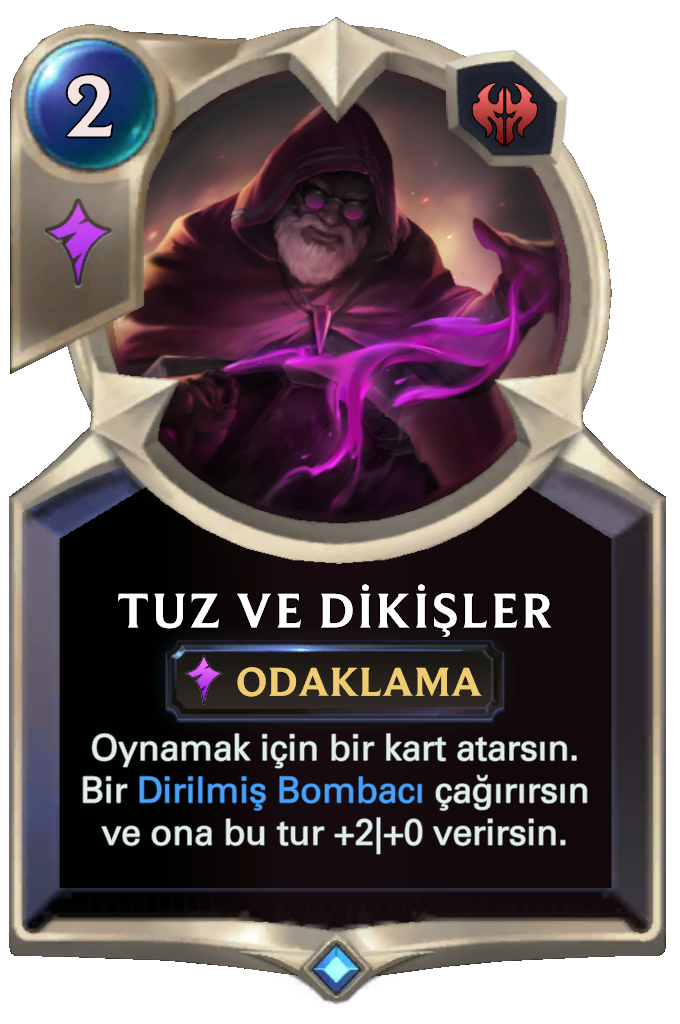 2
TUZ VE DİKİŞLER
ODAKLAMA
Oynamak için bir kart atarsın.
Bir Dirilmiş Bombacı çağırırsın
ve ona bu tur +2|+0 verirsin.